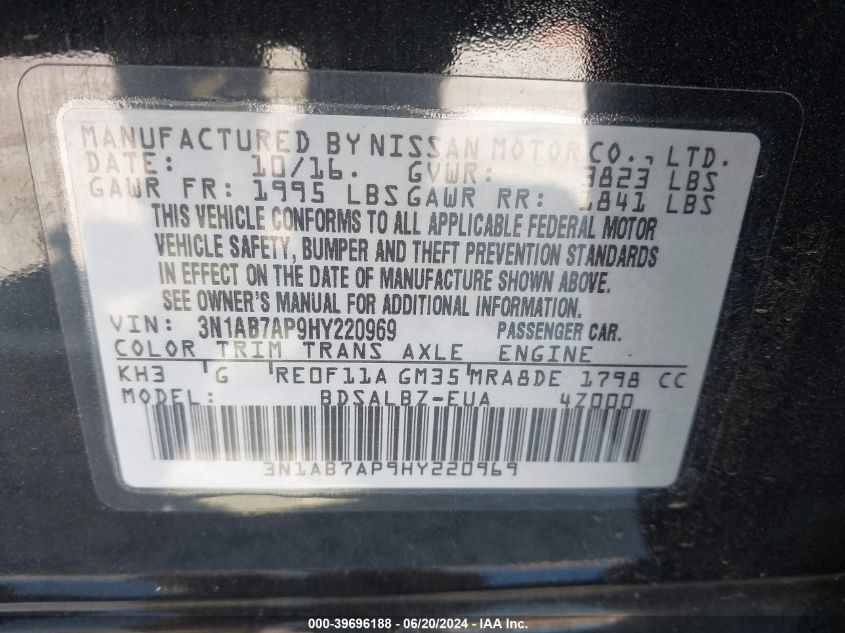 MANUFACTURED BY NISSAN MOTOR CO., LTD.
DATE: 10/16. GVWR: 3823 LBS
GAWR FR: 1995 LBS GAWR RR: 1841 LBS
THIS VEHICLE CONFORMS TO ALL APPLICABLE FEDERAL MOTOR
VEHICLE SAFETY, BUMPER AND THEFT PREVENTION STANDARDS
IN EFFECT ON THE DATE OF MANUFACTURE SHOWN ABOVE.
SEE OWNER'S MANUAL FOR ADDITIONAL INFORMATION.
VIN: 3N1AB7AP9HY220969 PASSENGER CAR.
COLOR TRIM TRANS AXLE ENGINE
KH3 G RE0F11A GM35 MRA8DE 1798 CC
MODEL: BDSALBZ-EUA 4Z000
3N1AB7AP9HY220969
000-39696188 - 06/20/2024 - IAA Inc.